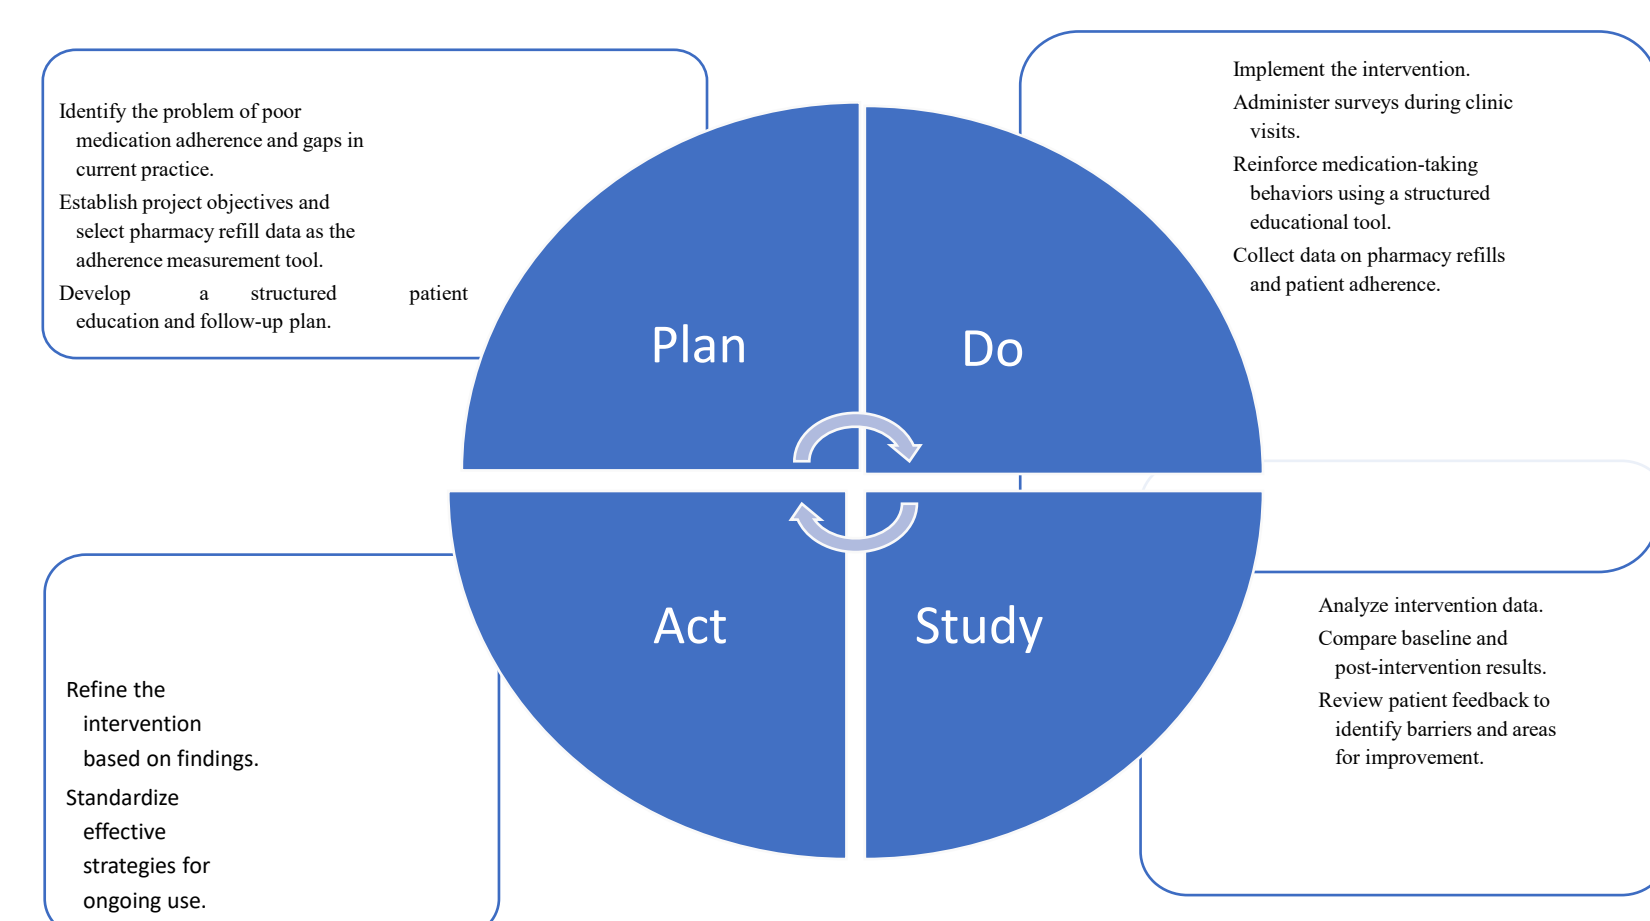 Identify the problem of poor
medication adherence and gaps in
current practice.
Establish project objectives and
select pharmacy refill data as the
adherence measurement tool.
Develop a structured patient
education and follow-up plan.
Implement the intervention.
Administer surveys during clinic
visits.
Reinforce medication-taking
behaviors using a structured
educational tool.
Collect data on pharmacy refills
and patient adherence.
Plan
Do
Act
Study
Refine the
intervention
based on findings.
Standardize
effective
strategies for
ongoing use.
Analyze intervention data.
Compare baseline and
post-intervention results.
Review patient feedback to
identify barriers and areas
for improvement.